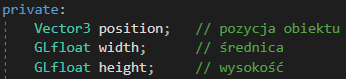 private:
Vector3 position; // pozycja obiektu
GLfloat width; // średnica
GLfloat height; // wysokość